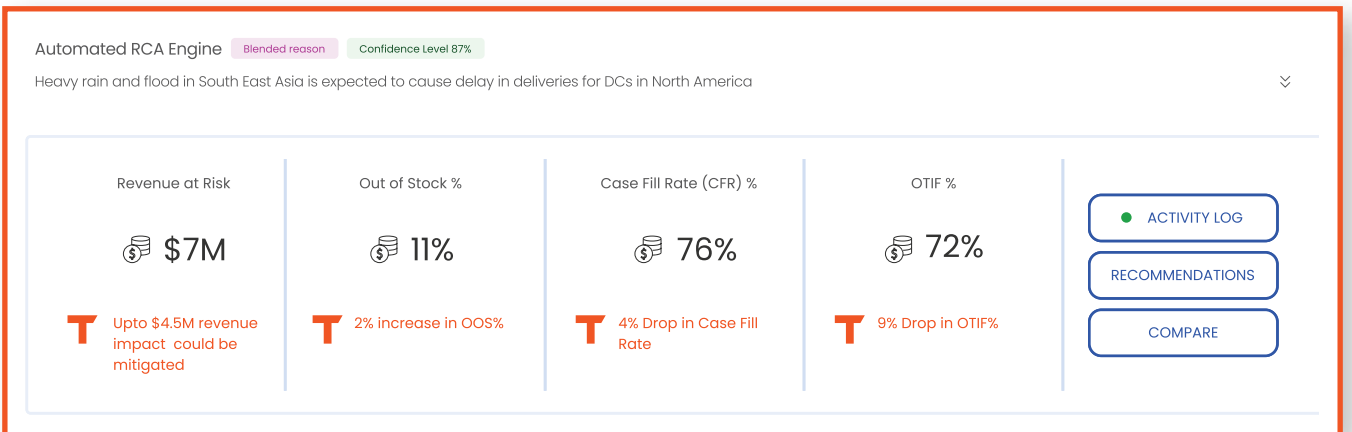 Automated RCA Engine Blended reason Confidence Level 87%
Heavy rain and flood in South East Asia is expected to cause delay in deliveries for DCs in North America
Revenue at Risk
$7M
Upto $4.5M revenue
impact could be
mitigated
Out of Stock %
11%
2% increase in OOS%
Case Fill Rate (CFR) %
76%
4% Drop in Case Fill
Rate
OTIF %
72%
9% Drop in OTIF%
ACTIVITY LOG
RECOMMENDATIONS
COMPARE